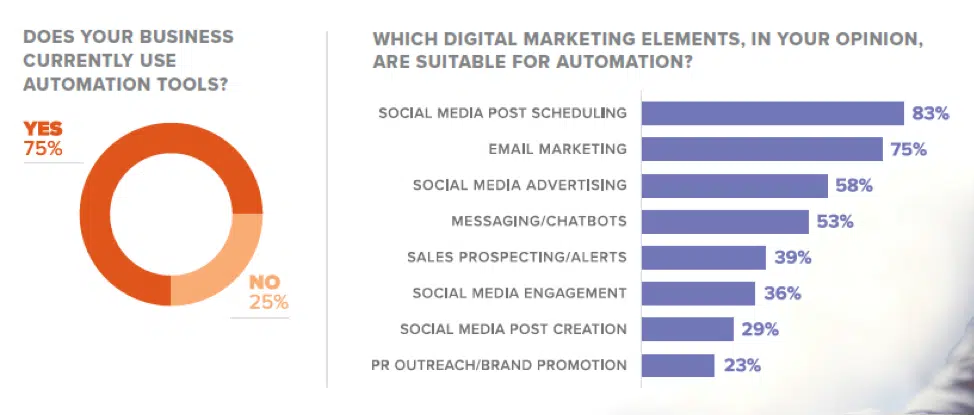 DOES YOUR BUSINESS
CURRENTLY USE
AUTOMATION TOOLS?
YES
75%
NO
25%
WHICH DIGITAL MARKETING ELEMENTS, IN YOUR OPINION,
ARE SUITABLE FOR AUTOMATION?
SOCIAL MEDIA POST SCHEDULING 83%
EMAIL MARKETING 75%
SOCIAL MEDIA ADVERTISING 58%
MESSAGING/CHATBOTS 53%
SALES PROSPECTING/ALERTS 39%
SOCIAL MEDIA ENGAGEMENT 36%
SOCIAL MEDIA POST CREATION 29%
PR OUTREACH/BRAND PROMOTION 23%